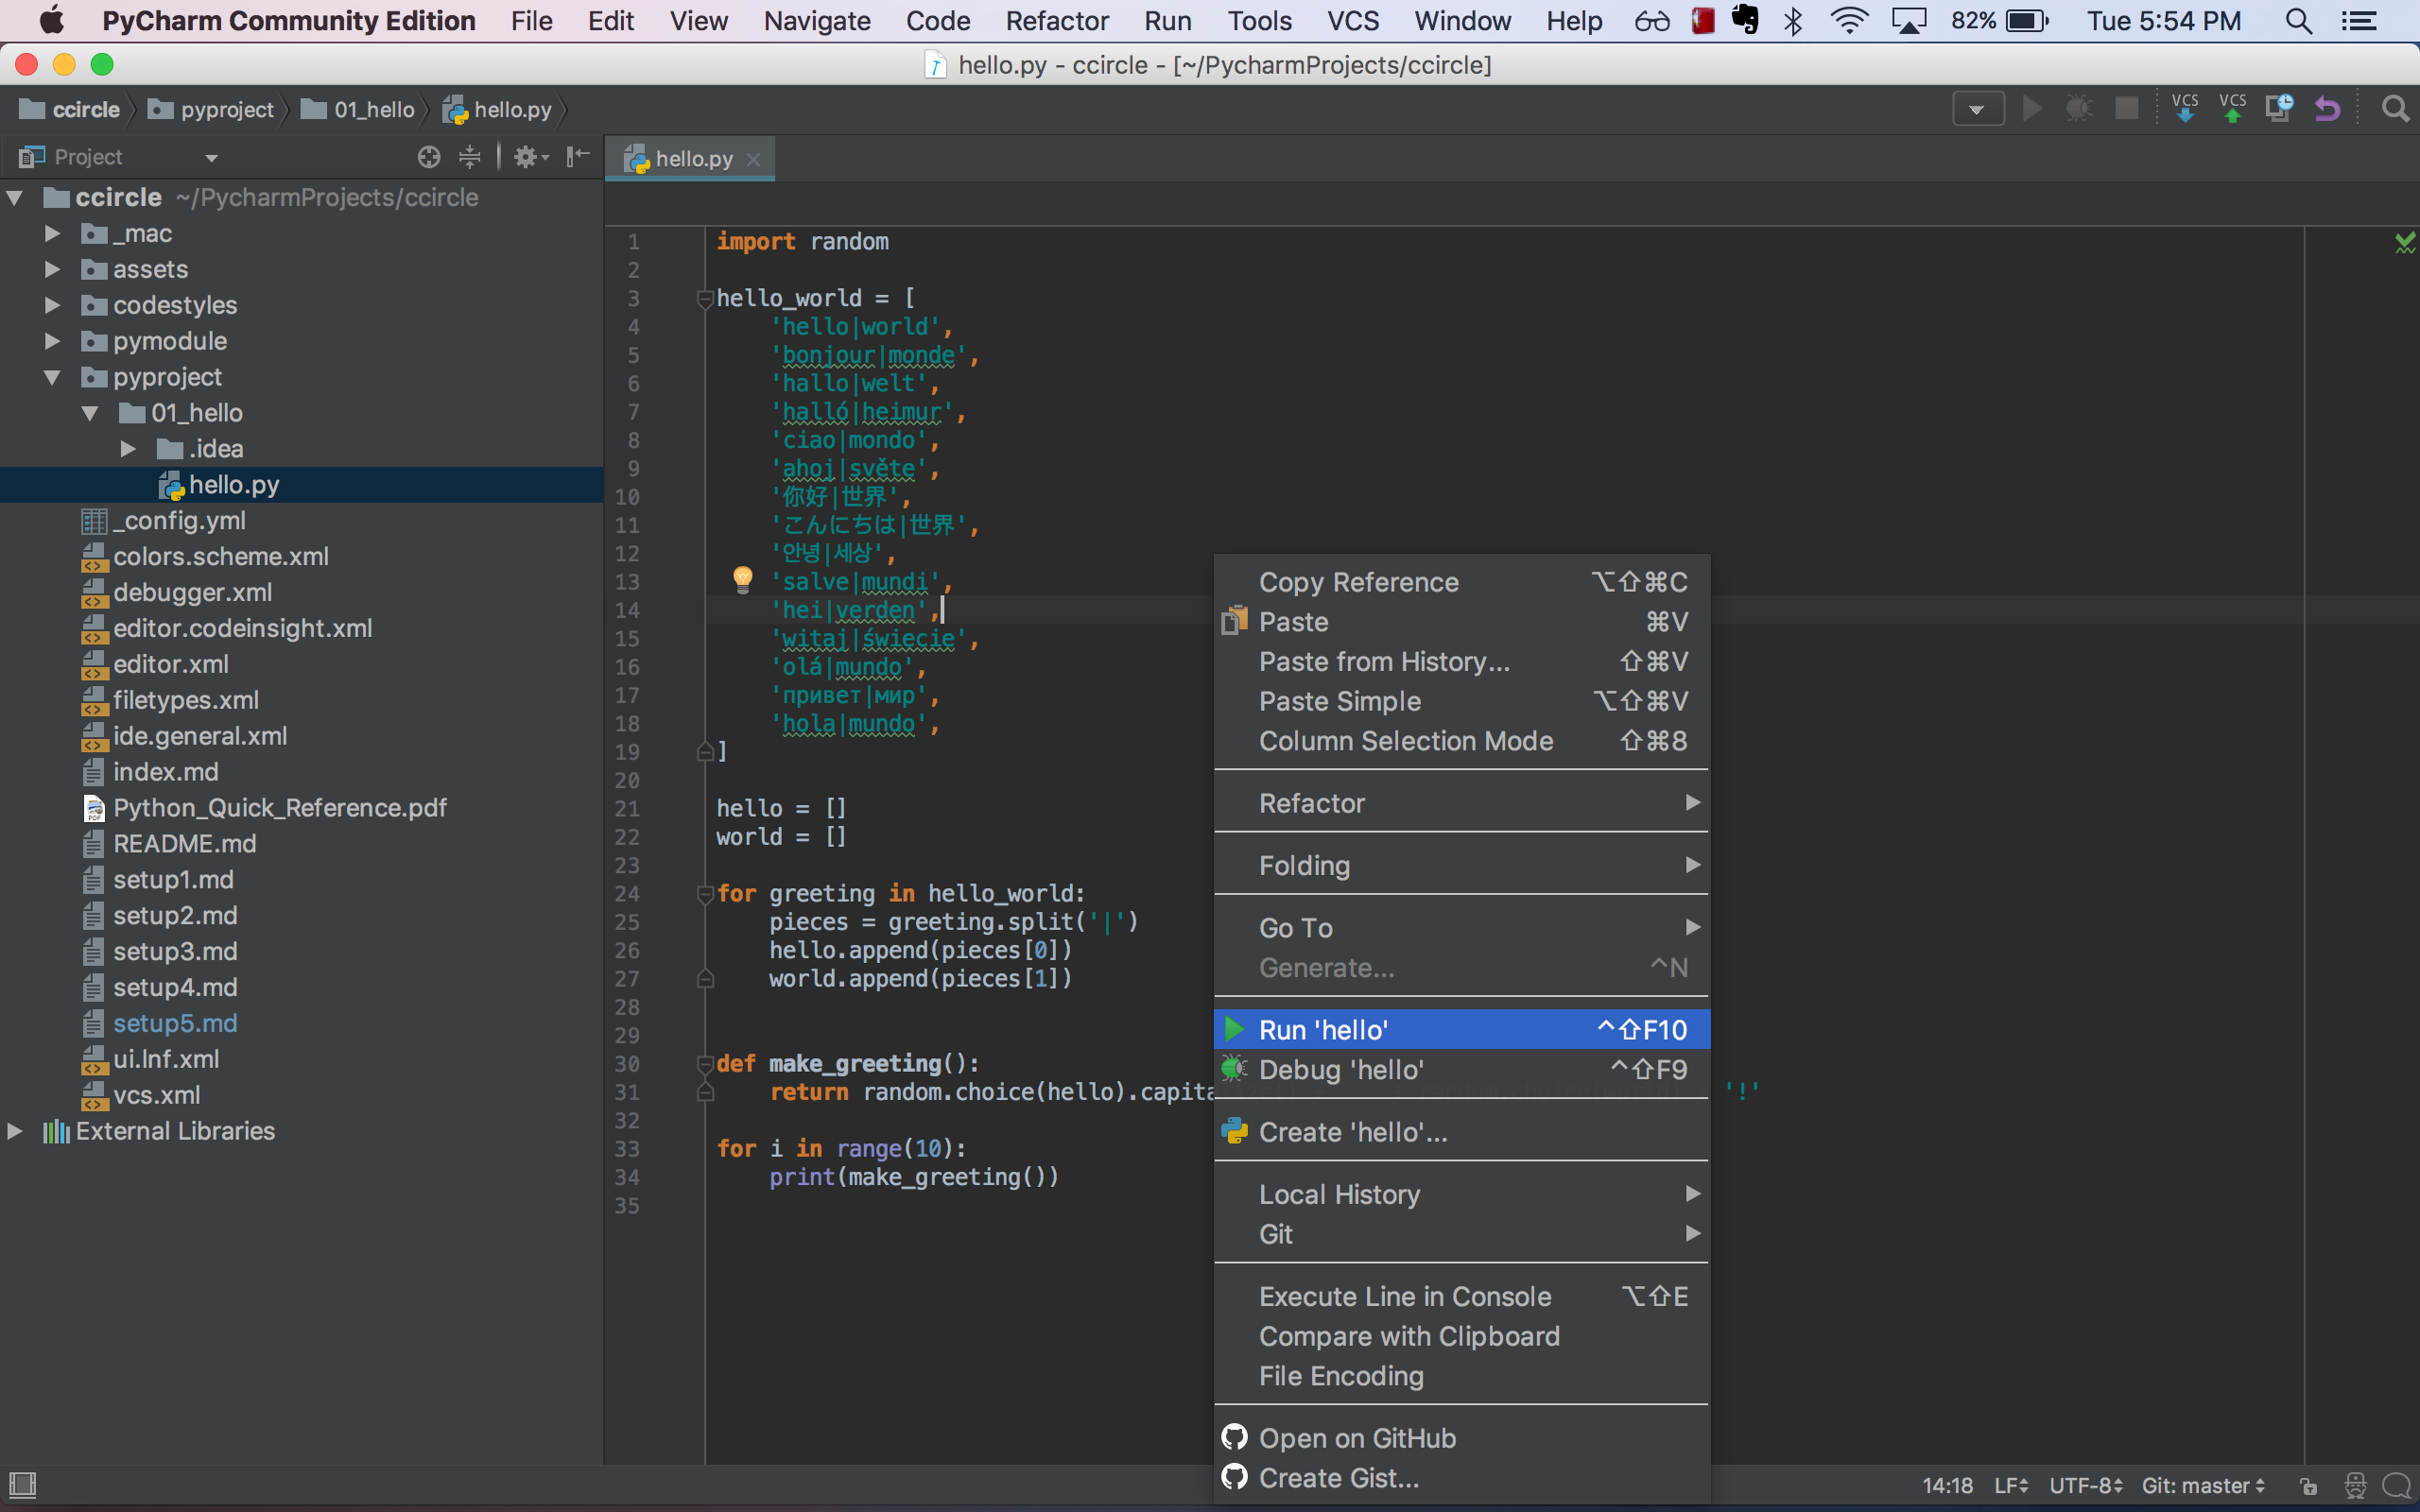 PyCharm Community Edition File Edit View Navigate Code Refactor Run Tools VCS Window Help 82% Tue 5:54 PM
hello.py - ccircle - [~/PycharmProjects/ccircle]
ccircle pyproject 01_hello hello.py VCS VCS
Project
hello.py
ccircle ~/PycharmProjects/ccircle
_mac
assets
codestyles
pymodule
pyproject
01_hello
.idea
hello.py
_config.yml
colors.scheme.xml
debugger.xml
editor.codeinsight.xml
editor.xml
filetypes.xml
ide.general.xml
index.md
Python_Quick_Reference.pdf
README.md
setup1.md
setup2.md
setup3.md
setup4.md
setup5.md
ui.lnf.xml
vcs.xml
External Libraries
1 import random
2
3 hello_world = [
4 'hello|world',
5 'bonjour|monde',
6 'hallo|welt',
7 'halló|heimur',
8 'ciao|mondo',
9 'ahoj|světe',
10 '你好|世界',
11 'こんにちは|世界',
12 '안녕|세상',
13 'salve|mundi',
14 'hei|verden',
15 'witaj|świecie',
16 'olá|mundo',
17 'привет|мир',
18 'hola|mundo',
19 ]
20
21 hello = []
22 world = []
23
24 for greeting in hello_world:
25 pieces = greeting.split('|')
26 hello.append(pieces[0])
27 world.append(pieces[1])
28
29
30 def make_greeting():
31 return random.choice(hello).capita '!'
32
33 for i in range(10):
34 print(make_greeting())
35
Copy Reference ⌥⇧⌘C
Paste ⌘V
Paste from History... ⇧⌘V
Paste Simple ⌥⇧⌘V
Column Selection Mode ⇧⌘8
Refactor
Folding
Go To
Generate... ^N
Run 'hello' ^⇧F10
Debug 'hello' ^⇧F9
Create 'hello'...
Local History
Git
Execute Line in Console ⌥⇧E
Compare with Clipboard
File Encoding
Open on GitHub
Create Gist...
14:18 LF UTF-8 Git: master